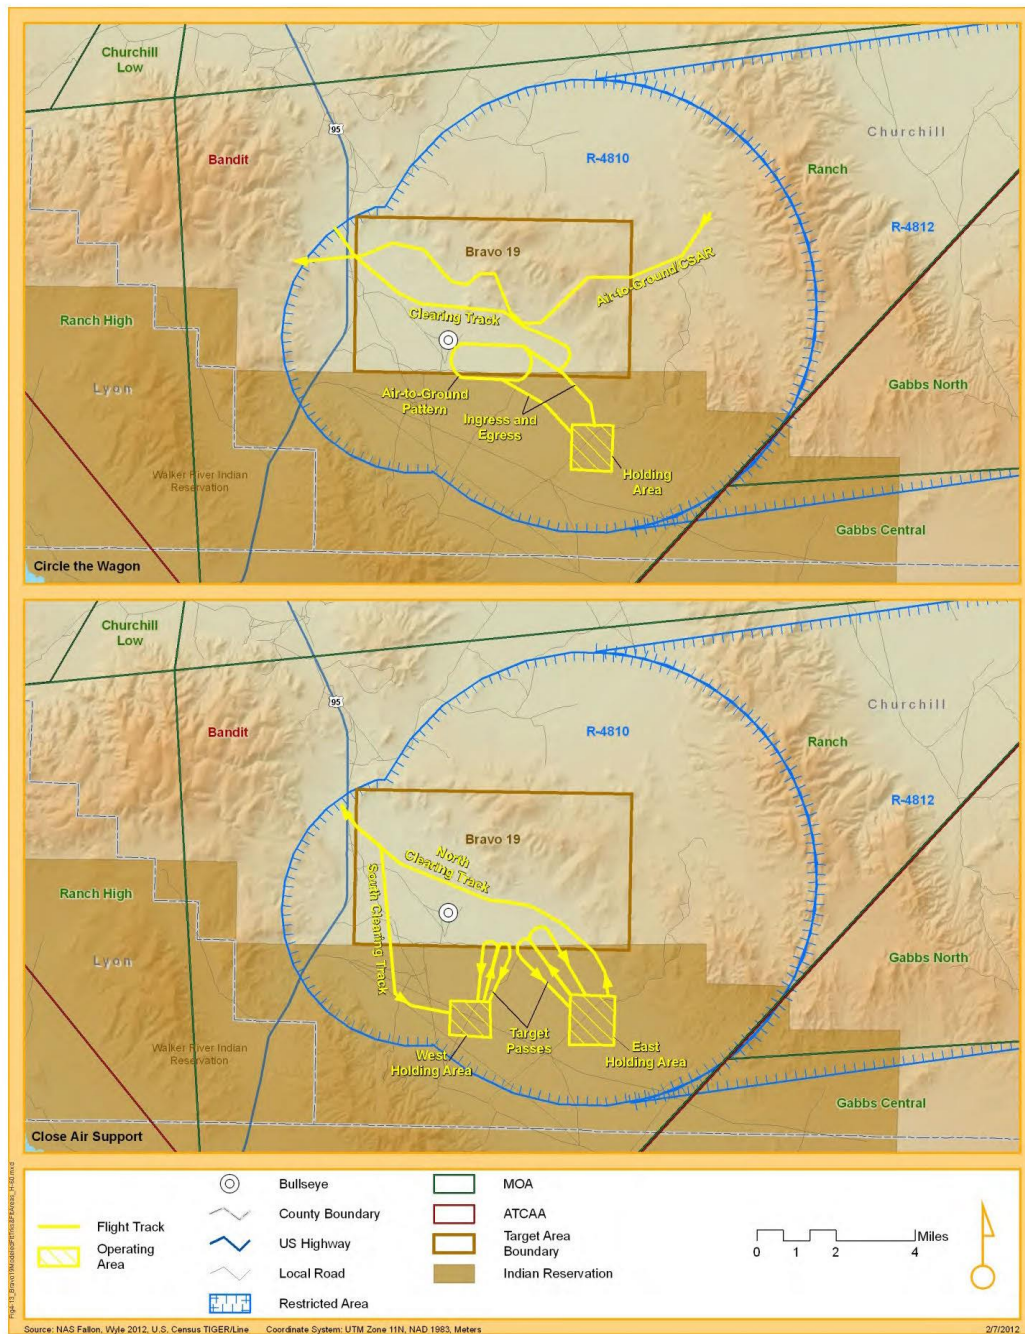 Churchill
Low
95
Bandit
R-4810
Churchill
Ranch
R-4812
Bravo 19
Air-to-Ground/CSAR
Ranch High
Clearing Track
Lyon
Air-to-Ground
Pattern
Ingress and
Egress
Gabbs North
Walker River Indian
Reservation
Holding
Area
Gabbs Central
Circle the Wagon
Churchill
Low
95
Bandit
R-4810
Churchill
Ranch
R-4812
Bravo 19
North
Clearing Track
South Clearing Track
Ranch High
Lyon
Gabbs North
Walker River Indian
Reservation
West
Holding Area
Target
Passes
East
Holding Area
Gabbs Central
Close Air Support
Flight Track
Operating
Area
Bullseye
County Boundary
US Highway
Local Road
Restricted Area
MOA
ATCAA
Target Area
Boundary
Indian Reservation
Miles
0 1 2 4
Source: NAS Fallon, Wyle 2012, U.S. Census TIGER/Line Coordinate System: UTM Zone 11N, NAD 1983, Meters
2/7/2012